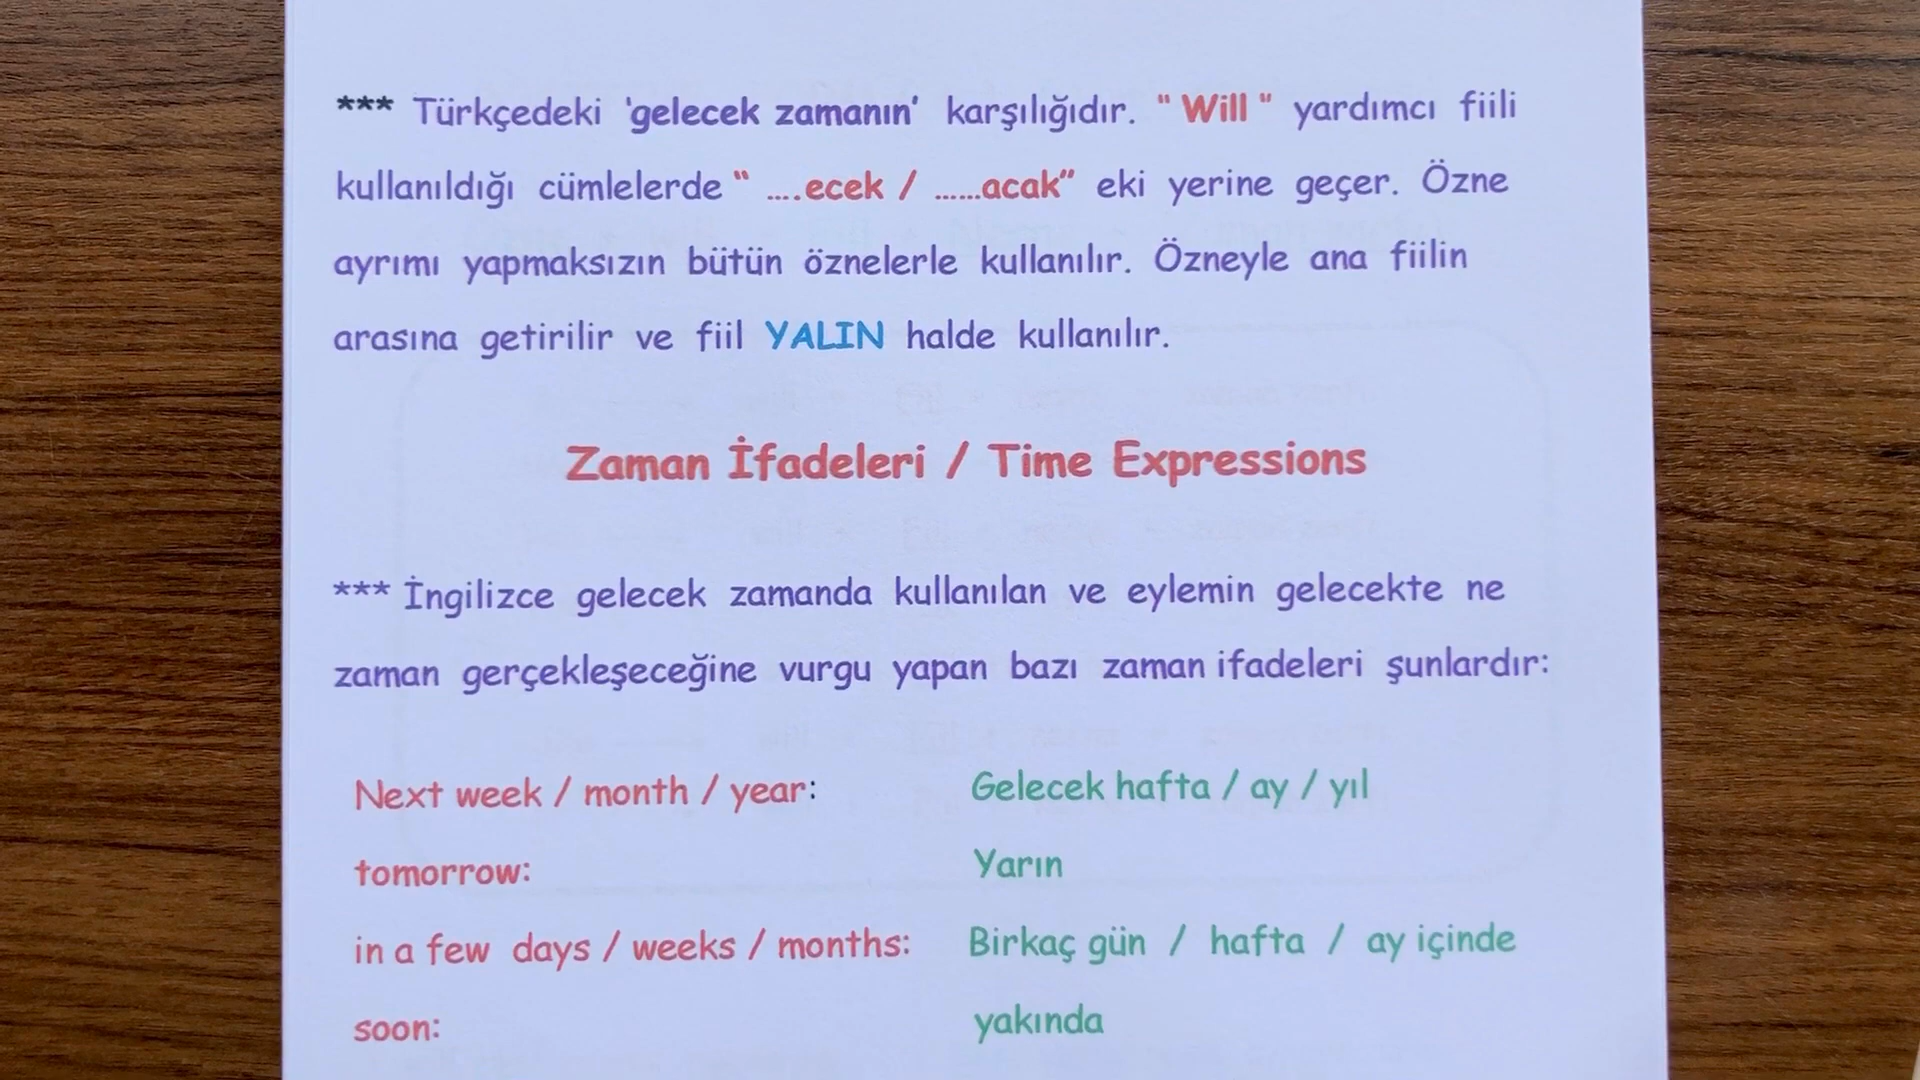 *** Türkçedeki 'gelecek zamanın' karşılığıdır. " Will " yardımcı fiili
kullanıldığı cümlelerde " ....ecek / ......acak" eki yerine geçer. Özne
ayrımı yapmaksızın bütün öznelerle kullanılır. Özneyle ana fiilin
arasına getirilir ve fiil YALIN halde kullanılır.
Zaman İfadeleri / Time Expressions
*** İngilizce gelecek zamanda kullanılan ve eylemin gelecekte ne
zaman gerçekleşeceğine vurgu yapan bazı zaman ifadeleri şunlardır:
Next week / month / year: Gelecek hafta / ay / yıl
tomorrow: Yarın
in a few days / weeks / months: Birkaç gün / hafta / ay içinde
soon: yakında